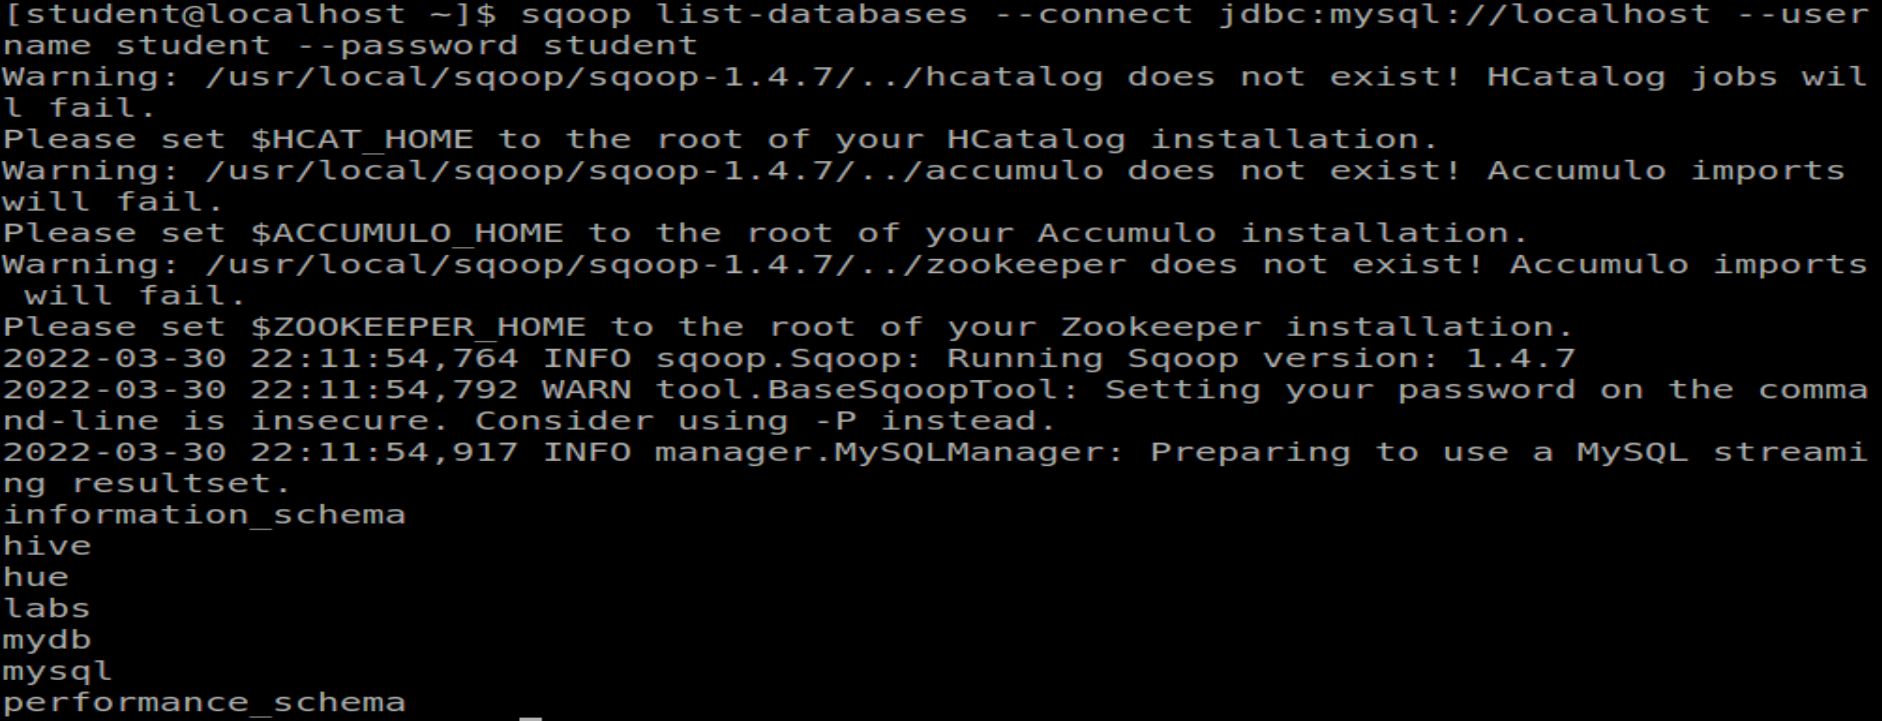 [student@localhost ~]$ sqoop list-databases --connect jdbc:mysql://localhost --user
name student --password student
Warning: /usr/local/sqoop/sqoop-1.4.7/../hcatalog does not exist! HCatalog jobs wil
l fail.
Please set $HCAT_HOME to the root of your HCatalog installation.
Warning: /usr/local/sqoop/sqoop-1.4.7/../accumulo does not exist! Accumulo imports
will fail.
Please set $ACCUMULO_HOME to the root of your Accumulo installation.
Warning: /usr/local/sqoop/sqoop-1.4.7/../zookeeper does not exist! Accumulo imports
 will fail.
Please set $ZOOKEEPER_HOME to the root of your Zookeeper installation.
2022-03-30 22:11:54,764 INFO sqoop.Sqoop: Running Sqoop version: 1.4.7
2022-03-30 22:11:54,792 WARN tool.BaseSqoopTool: Setting your password on the comma
nd-line is insecure. Consider using -P instead.
2022-03-30 22:11:54,917 INFO manager.MySQLManager: Preparing to use a MySQL streami
ng resultset.
information_schema
hive
hue
labs
mydb
mysql
performance_schema